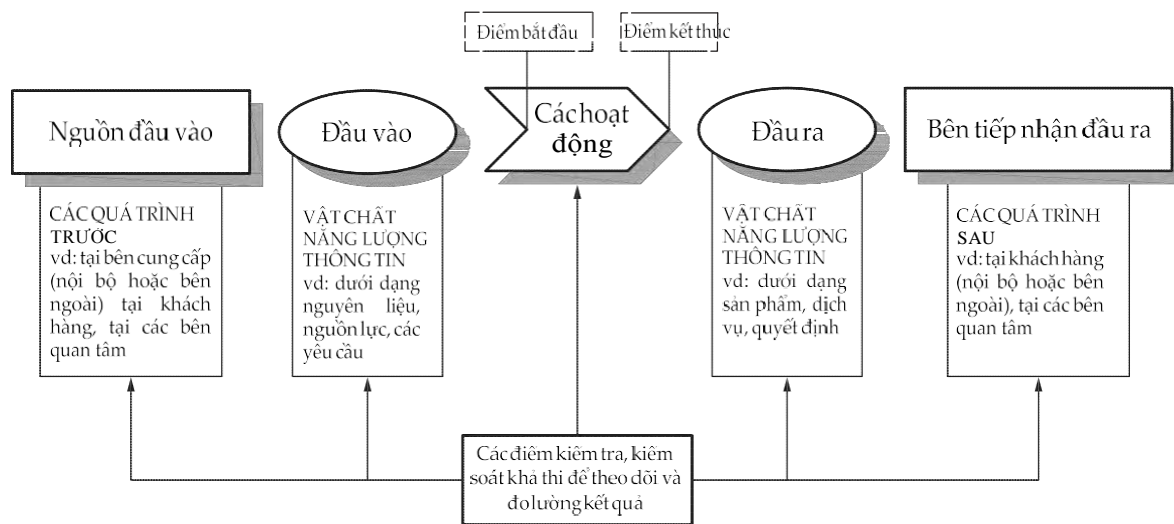 Điểm bắt đầu
Điểm kết thúc
Nguồn đầu vào
Đầu vào
Các hoạt
động
Đầu ra
Bên tiếp nhận đầu ra
CÁC QUÁ TRÌNH
TRƯỚC
vd: tại bên cung cấp
(nội bộ hoặc bên
ngoài) tại khách
hàng, tại các bên
quan tâm
VẬT CHẤT
NĂNG LƯỢNG
THÔNG TIN
vd: dưới dạng
nguyên liệu,
nguồn lực, các
yêu cầu
VẬT CHẤT
NĂNG LƯỢNG
THÔNG TIN
vd: dưới dạng
sản phẩm, dịch
vụ, quyết định
CÁC QUÁ TRÌNH
SAU
vd: tại khách hàng
(nội bộ hoặc bên
ngoài), tại các bên
quan tâm
Các điểm kiểm tra, kiểm
soát khả thi để theo dõi và
đo lường kết quả